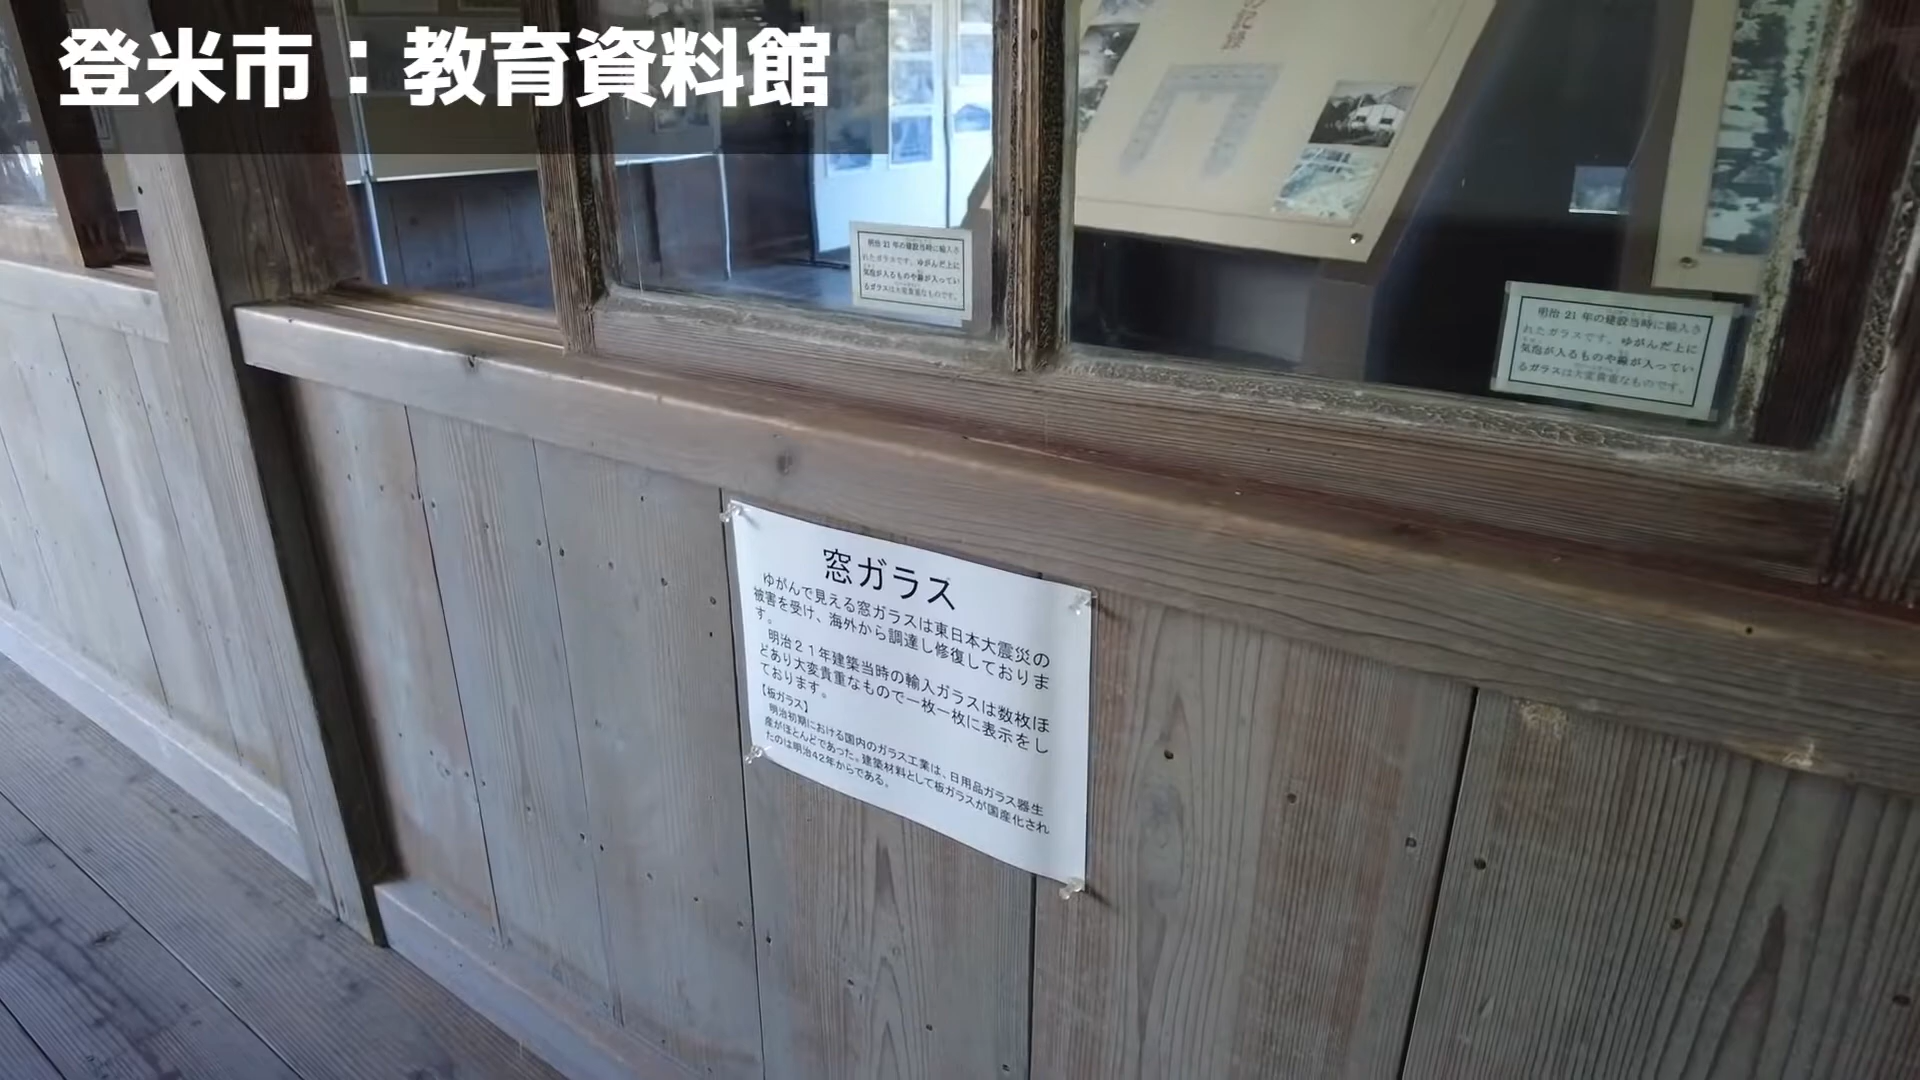 登米市：教育資料館
の記録
明治 21 年の建設当時に輸入さ
れたガラスです。ゆがんだ上に
気泡が入るものや線が入ってい
るガラスは大変貴重なものです。
明治 21 年の建設当時に輸入さ
れたガラスです。ゆがんだ上に
気泡が入るものや線が入ってい
るガラスは大変貴重なものです。
窓ガラス
ゆがんで見える窓ガラスは東日本大震災の
被害を受け、海外から調達し修復しておりま
す。
明治２１年建築当時の輸入ガラスは数枚ほ
どあり大変貴重なもので一枚一枚に表示をし
ております。
【板ガラス】
明治初期における国内のガラス工業は、日用品ガラス器生
産がほとんどであった。建築材料として板ガラスが国産化され
たのは明治42年からである。